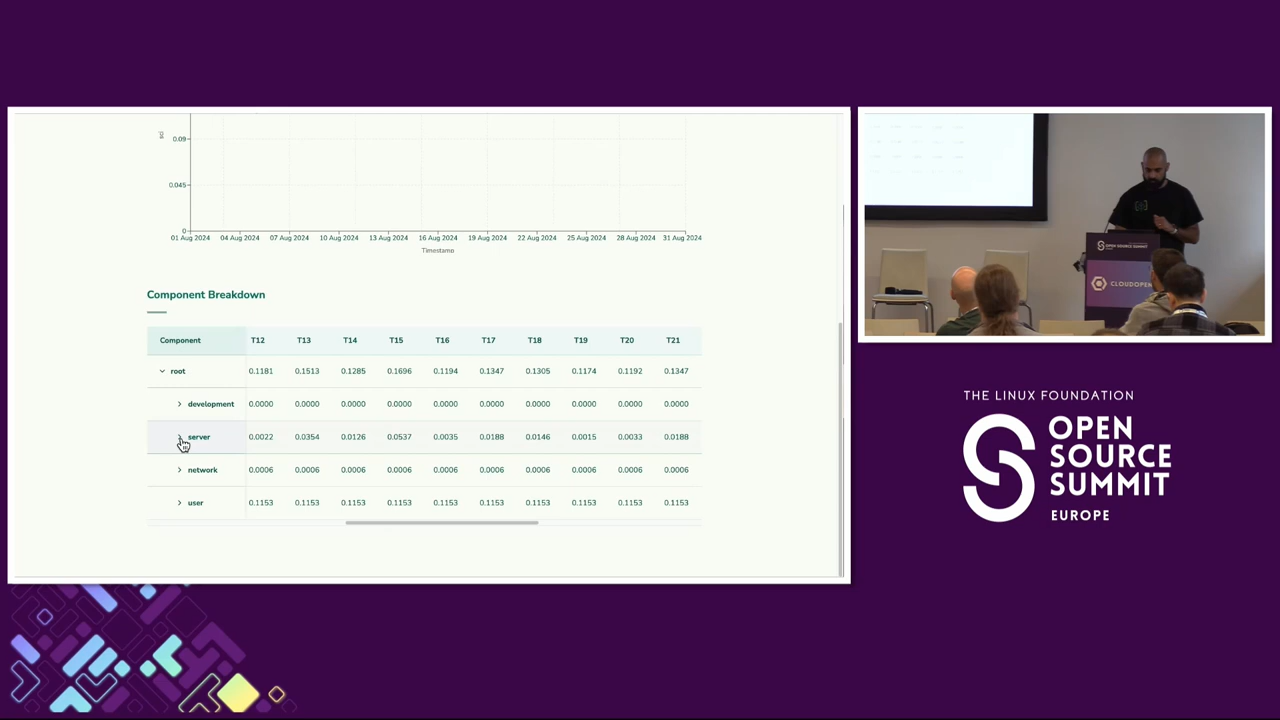 0.09
0.045
0
01 Aug 2024 04 Aug 2024 07 Aug 2024 10 Aug 2024 13 Aug 2024 16 Aug 2024 19 Aug 2024 22 Aug 2024 25 Aug 2024 28 Aug 2024 31 Aug 2024
Timestamp
Component Breakdown
Component T12 T13 T14 T15 T16 T17 T18 T19 T20 T21
root 0.1181 0.1513 0.1285 0.1696 0.1194 0.1347 0.1305 0.1174 0.1192 0.1347
development 0.0000 0.0000 0.0000 0.0000 0.0000 0.0000 0.0000 0.0000 0.0000 0.0000
server 0.0022 0.0354 0.0126 0.0537 0.0035 0.0188 0.0146 0.0015 0.0033 0.0188
network 0.0006 0.0006 0.0006 0.0006 0.0006 0.0006 0.0006 0.0006 0.0006 0.0006
user 0.1153 0.1153 0.1153 0.1153 0.1153 0.1153 0.1153 0.1153 0.1153 0.1153
OPEN SOURCE SUMMIT
CLOUDOPEN
THE LINUX FOUNDATION
OPEN
SOURCE
SUMMIT
EUROPE